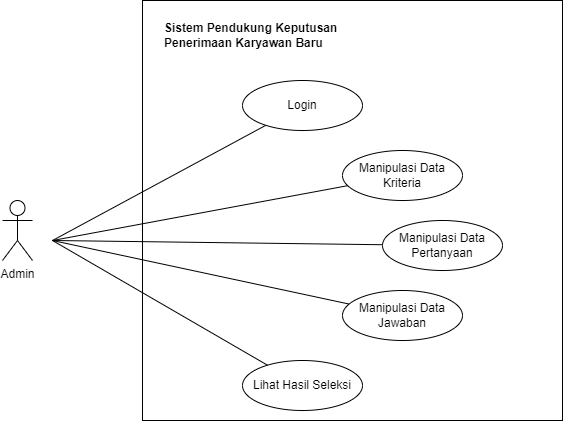 Sistem Pendukung Keputusan
Penerimaan Karyawan Baru
Login
Manipulasi Data
Kriteria
Manipulasi Data
Pertanyaan
Admin
Manipulasi Data
Jawaban
Lihat Hasil Seleksi